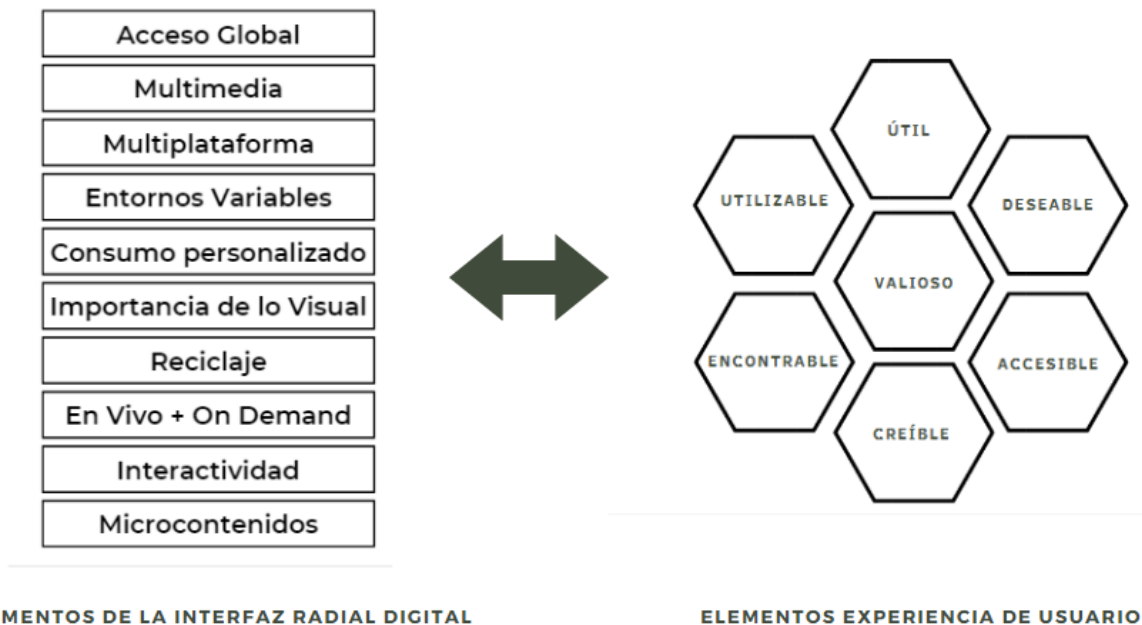 Acceso Global
Multimedia
Multiplataforma
Entornos Variables
Consumo personalizado
Importancia de lo Visual
Reciclaje
En Vivo + On Demand
Interactividad
Microcontenidos
MENTOS DE LA INTERFAZ RADIAL DIGITAL
ÚTIL
UTILIZABLE
DESEABLE
VALIOSO
ENCONTRABLE
ACCESIBLE
CREÍBLE
ELEMENTOS EXPERIENCIA DE USUARIO